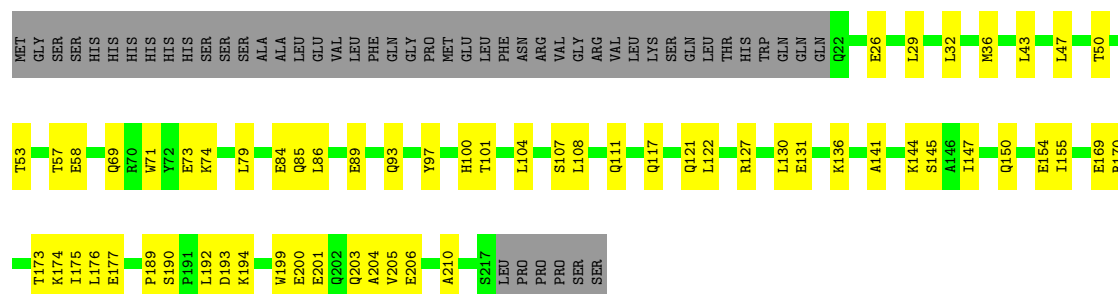 MET GLY SER SER HIS HIS HIS HIS HIS HIS SER SER SER ALA ALA LEU GLU VAL LEU PHE GLN GLY PRO MET GLU LEU PHE ASN ARG VAL GLY ARG VAL LEU LYS SER GLN LEU THR HIS TRP GLN GLN GLN Q22 E26 L29 L32 M36 L43 L47 T50
T53 T57 E58 Q69 R70 W71 Y72 E73 K74 L79 E84 Q85 L86 E89 Q93 Y97 H100 T101 L104 S107 L108 Q111 Q117 Q121 L122 R127 L130 E131 K136 A141 K144 S145 A146 I147 Q150 E154 I155 E169 R170
T173 K174 I175 L176 E177 P189 S190 P191 L192 D193 K194 W199 E200 E201 Q202 Q203 A204 V205 E206 A210 S217 LEU PRO PRO PRO SER SER